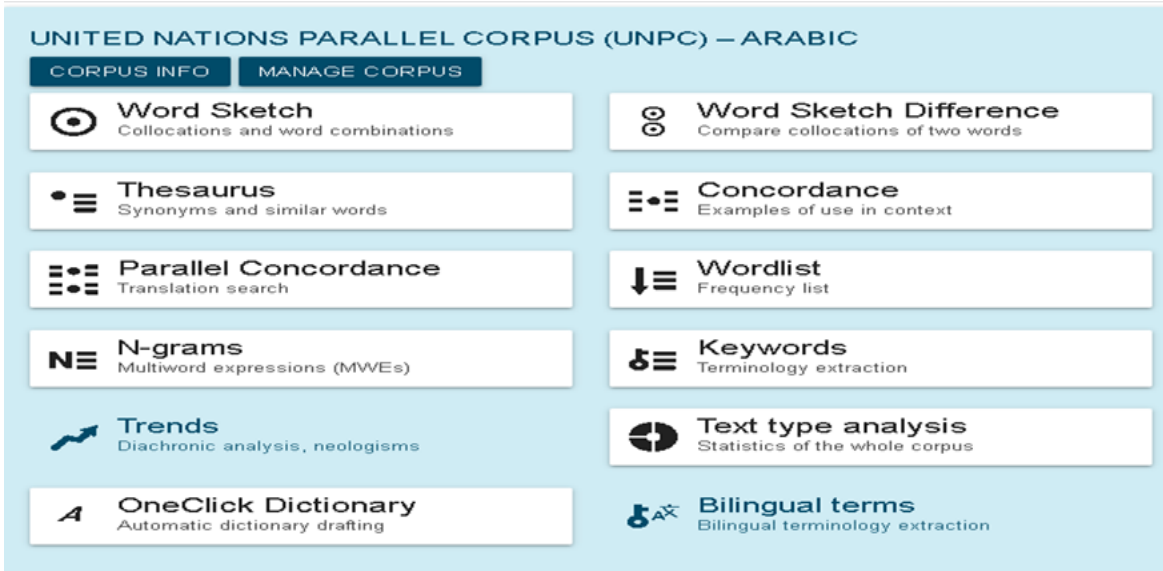 UNITED NATIONS PARALLEL CORPUS (UNPC) – ARABIC
CORPUS INFO
MANAGE CORPUS
Word Sketch
Collocations and word combinations
Word Sketch Difference
Compare collocations of two words
Thesaurus
Synonyms and similar words
Concordance
Examples of use in context
Parallel Concordance
Translation search
Wordlist
Frequency list
N-grams
Multiword expressions (MWEs)
Keywords
Terminology extraction
Trends
Diachronic analysis, neologisms
Text type analysis
Statistics of the whole corpus
OneClick Dictionary
Automatic dictionary drafting
Bilingual terms
Bilingual terminology extraction